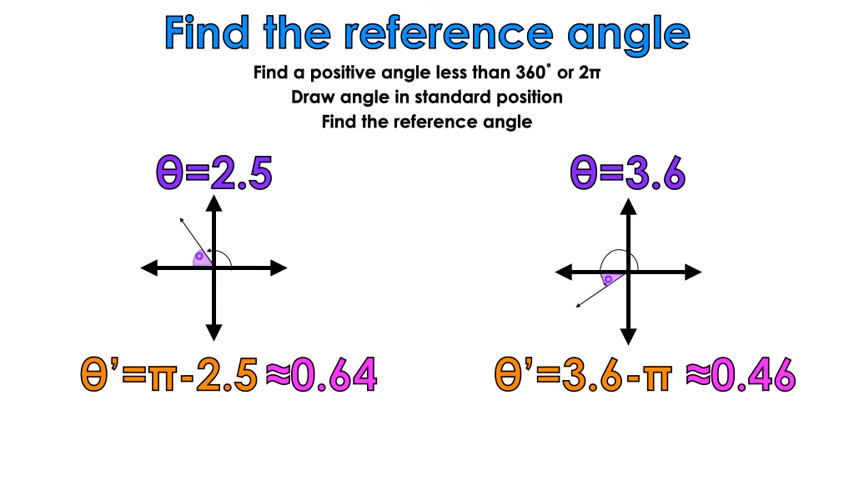 Find the reference angle
Find a positive angle less than 360° or 2π
Draw angle in standard position
Find the reference angle
θ=2.5
θ=3.6
θ
θ
θ'=π-2.5≈0.64
θ'=3.6-π ≈0.46